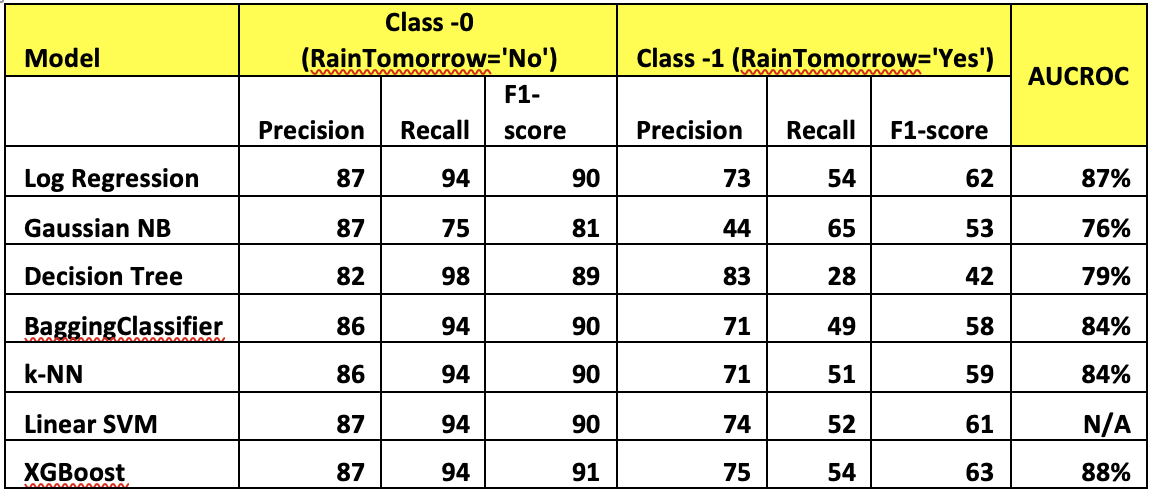 Model Class -0 (RainTomorrow='No') Class -1 (RainTomorrow='Yes') AUCROC
Precision Recall F1-score Precision Recall F1-score
Log Regression 87 94 90 73 54 62 87%
Gaussian NB 87 75 81 44 65 53 76%
Decision Tree 82 98 89 83 28 42 79%
BaggingClassifier 86 94 90 71 49 58 84%
k-NN 86 94 90 71 51 59 84%
Linear SVM 87 94 90 74 52 61 N/A
XGBoost 87 94 91 75 54 63 88%